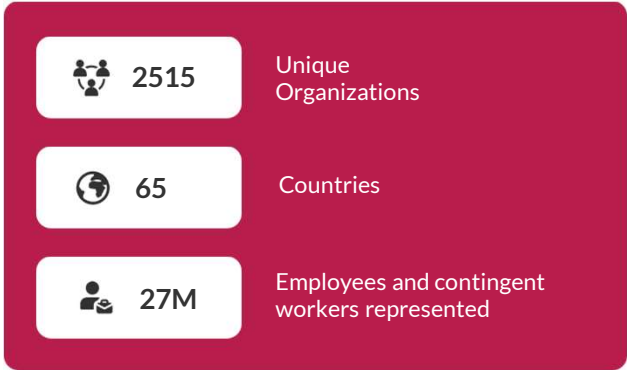 2515
Unique
Organizations
65
Countries
27M
Employees and contingent
workers represented